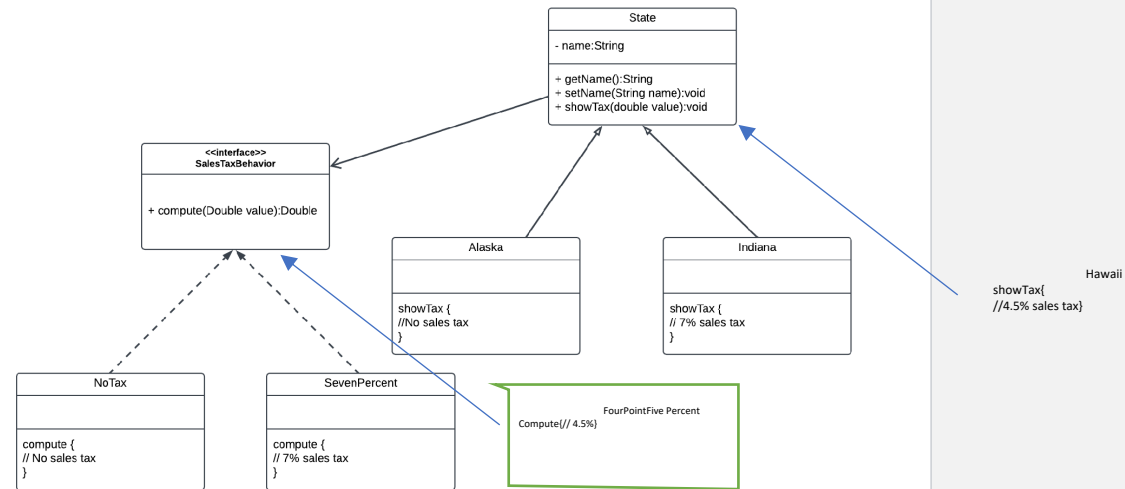 State
- name:String
+ getName():String
+ setName(String name):void
+ showTax(double value):void
<<interface>>
SalesTaxBehavior
+ compute(Double value):Double
Alaska
showTax {
//No sales tax
}
Indiana
showTax {
// 7% sales tax
}
Hawaii
showTax{
//4.5% sales tax}
NoTax
compute {
// No sales tax
}
SevenPercent
compute {
// 7% sales tax
}
FourPointFive Percent
Compute{// 4.5%}